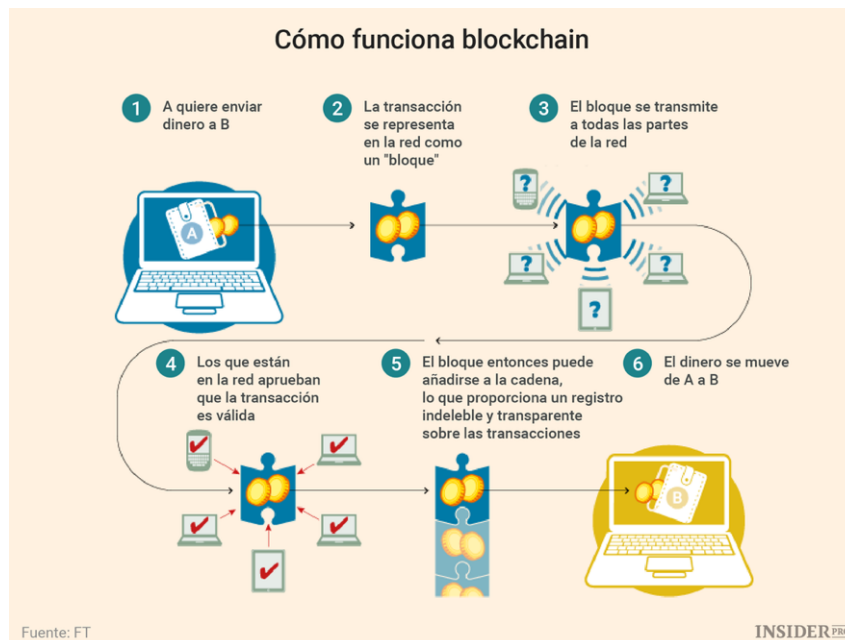 Cómo funciona blockchain
1
A quiere enviar
dinero a B
2
La transacción
se representa
en la red como
un "bloque"
3
El bloque se transmite
a todas las partes
de la red
A
?
?
?
?
?
4
Los que están
en la red aprueban
que la transacción
es válida
5
El bloque entonces puede
añadirse a la cadena,
lo que proporciona un registro
indeleble y transparente
sobre las transacciones
6
El dinero se mueve
de A a B
B
Fuente: FT
INSIDER PRO